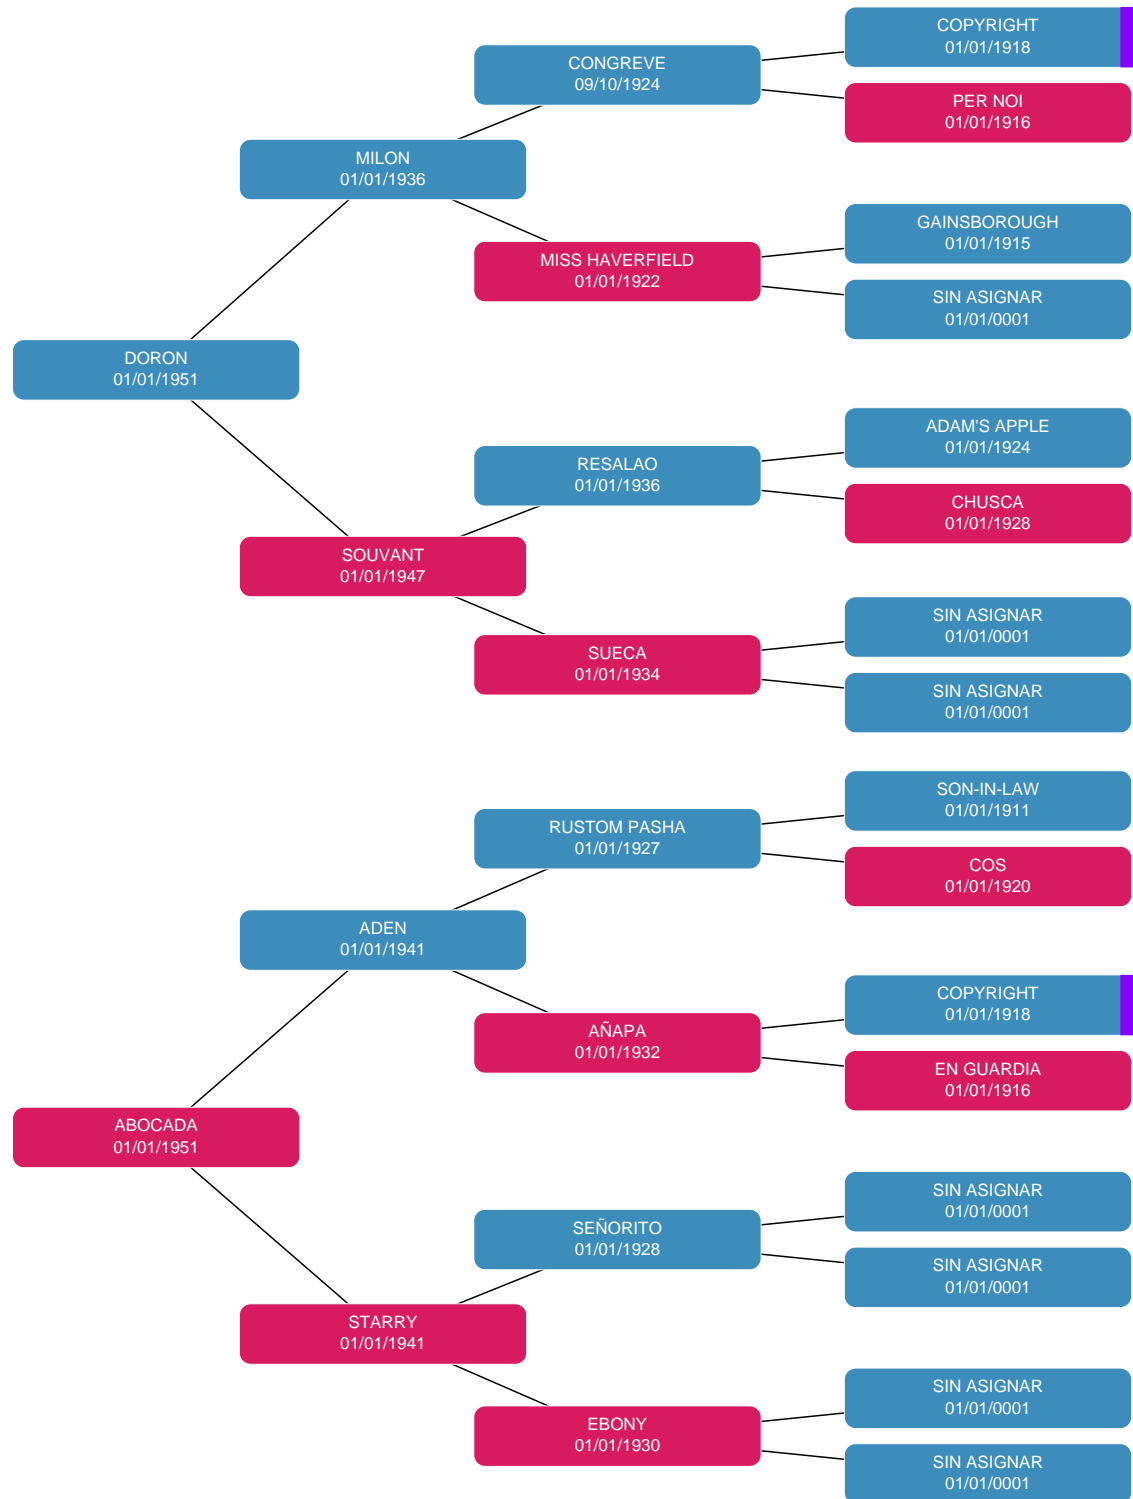 COPYRIGHT
01/01/1918
CONGREVE
09/10/1924
PER NOI
01/01/1916
MILON
01/01/1936
GAINSBOROUGH
01/01/1915
MISS HAVERFIELD
01/01/1922
SIN ASIGNAR
01/01/0001
DORON
01/01/1951
ADAM'S APPLE
01/01/1924
RESALAO
01/01/1936
CHUSCA
01/01/1928
SOUVANT
01/01/1947
SIN ASIGNAR
01/01/0001
SUECA
01/01/1934
SIN ASIGNAR
01/01/0001
SON-IN-LAW
01/01/1911
RUSTOM PASHA
01/01/1927
COS
01/01/1920
ADEN
01/01/1941
COPYRIGHT
01/01/1918
AÑAPA
01/01/1932
EN GUARDIA
01/01/1916
ABOCADA
01/01/1951
SIN ASIGNAR
01/01/0001
SEÑORITO
01/01/1928
SIN ASIGNAR
01/01/0001
STARRY
01/01/1941
SIN ASIGNAR
01/01/0001
EBONY
01/01/1930
SIN ASIGNAR
01/01/0001